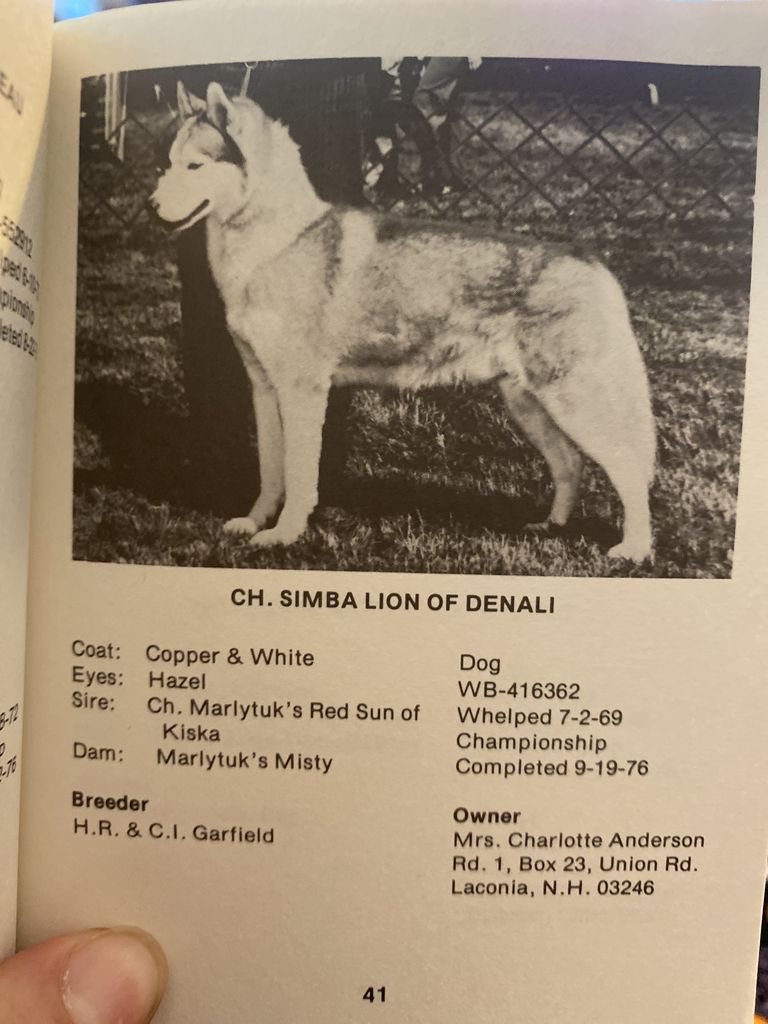 EAU
CH. SIMBA LION OF DENALI
Coat: Copper & White
Eyes: Hazel
Sire: Ch. Marlytuk's Red Sun of
Kiska
Dam: Marlytuk's Misty
Breeder
H.R. & C.I. Garfield
Dog
WB-416362
Whelped 7-2-69
Championship
Completed 9-19-76
Owner
Mrs. Charlotte Anderson
Rd. 1, Box 23, Union Rd.
Laconia, N.H. 03246
41